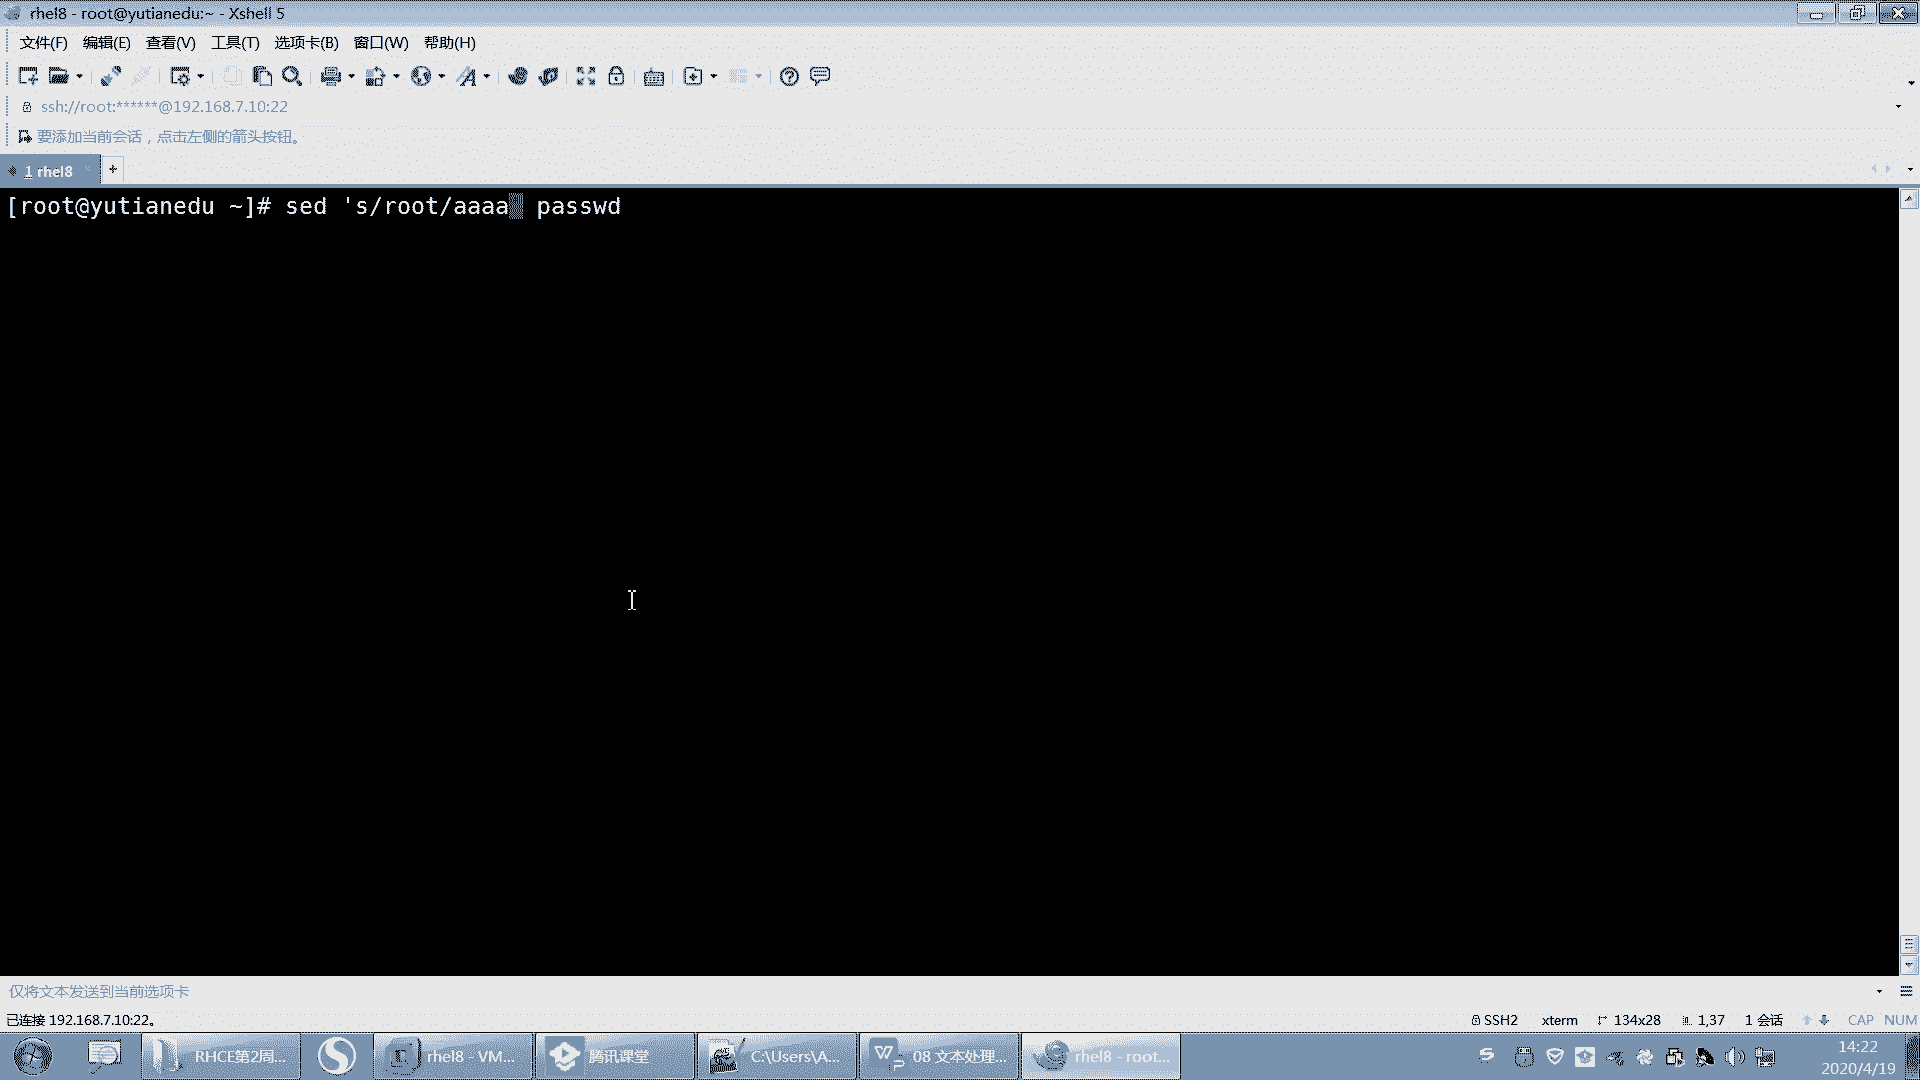 rhel8 - root@yutianedu:~ - Xshell 5
文件(F) 编辑(E) 查看(V) 工具(T) 选项卡(B) 窗口(W) 帮助(H)
ssh://root:******@192.168.7.10:22
要添加当前会话，点击左侧的箭头按钮。
1 rhel8
[root@yutianedu ~]# sed 's/root/aaaa  passwd
仅将文本发送到当前选项卡
已连接 192.168.7.10:22。 SSH2 xterm 134x28 1,37 1 会话 CAP NUM
RHCE第2周... rhel8 - VM... 腾讯课堂 C:\Users\A... 08 文本处理... rhel8 - root... 14:22
2020/4/19